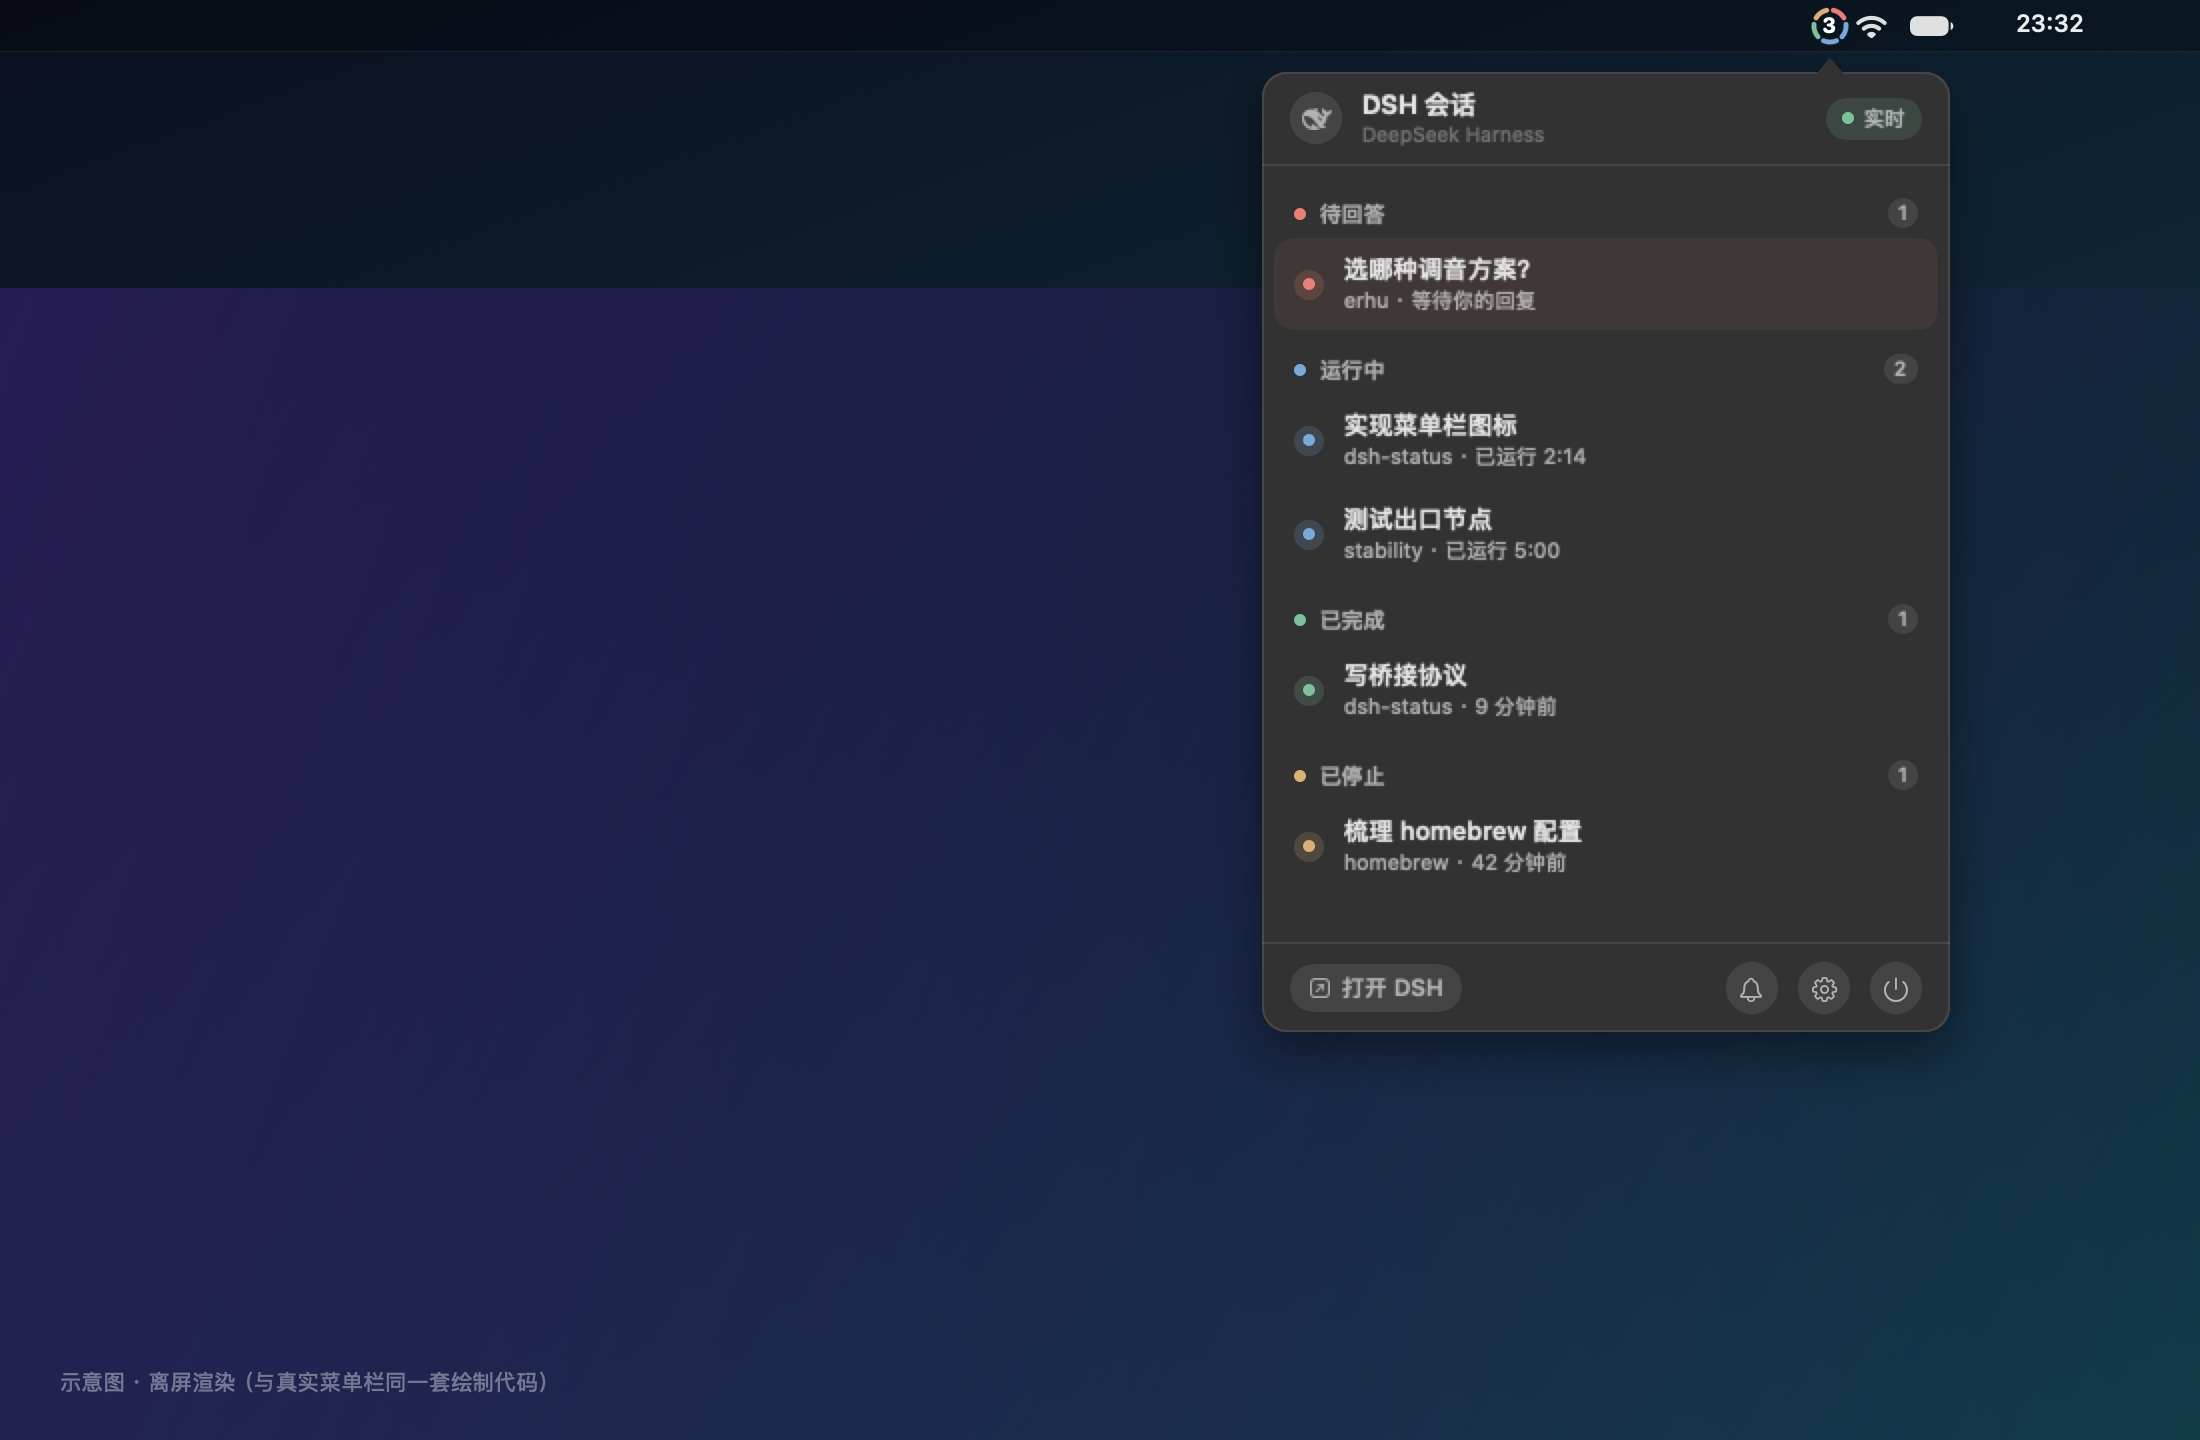 3
23:32
DSH 会话
DeepSeek Harness
实时
待回答
1
选哪种调音方案?
erhu · 等待你的回复
运行中
2
实现菜单栏图标
dsh-status · 已运行 2:14
测试出口节点
stability · 已运行 5:00
已完成
1
写桥接协议
dsh-status · 9 分钟前
已停止
1
梳理 homebrew 配置
homebrew · 42 分钟前
打开 DSH
示意图 · 离屏渲染（与真实菜单栏同一套绘制代码）